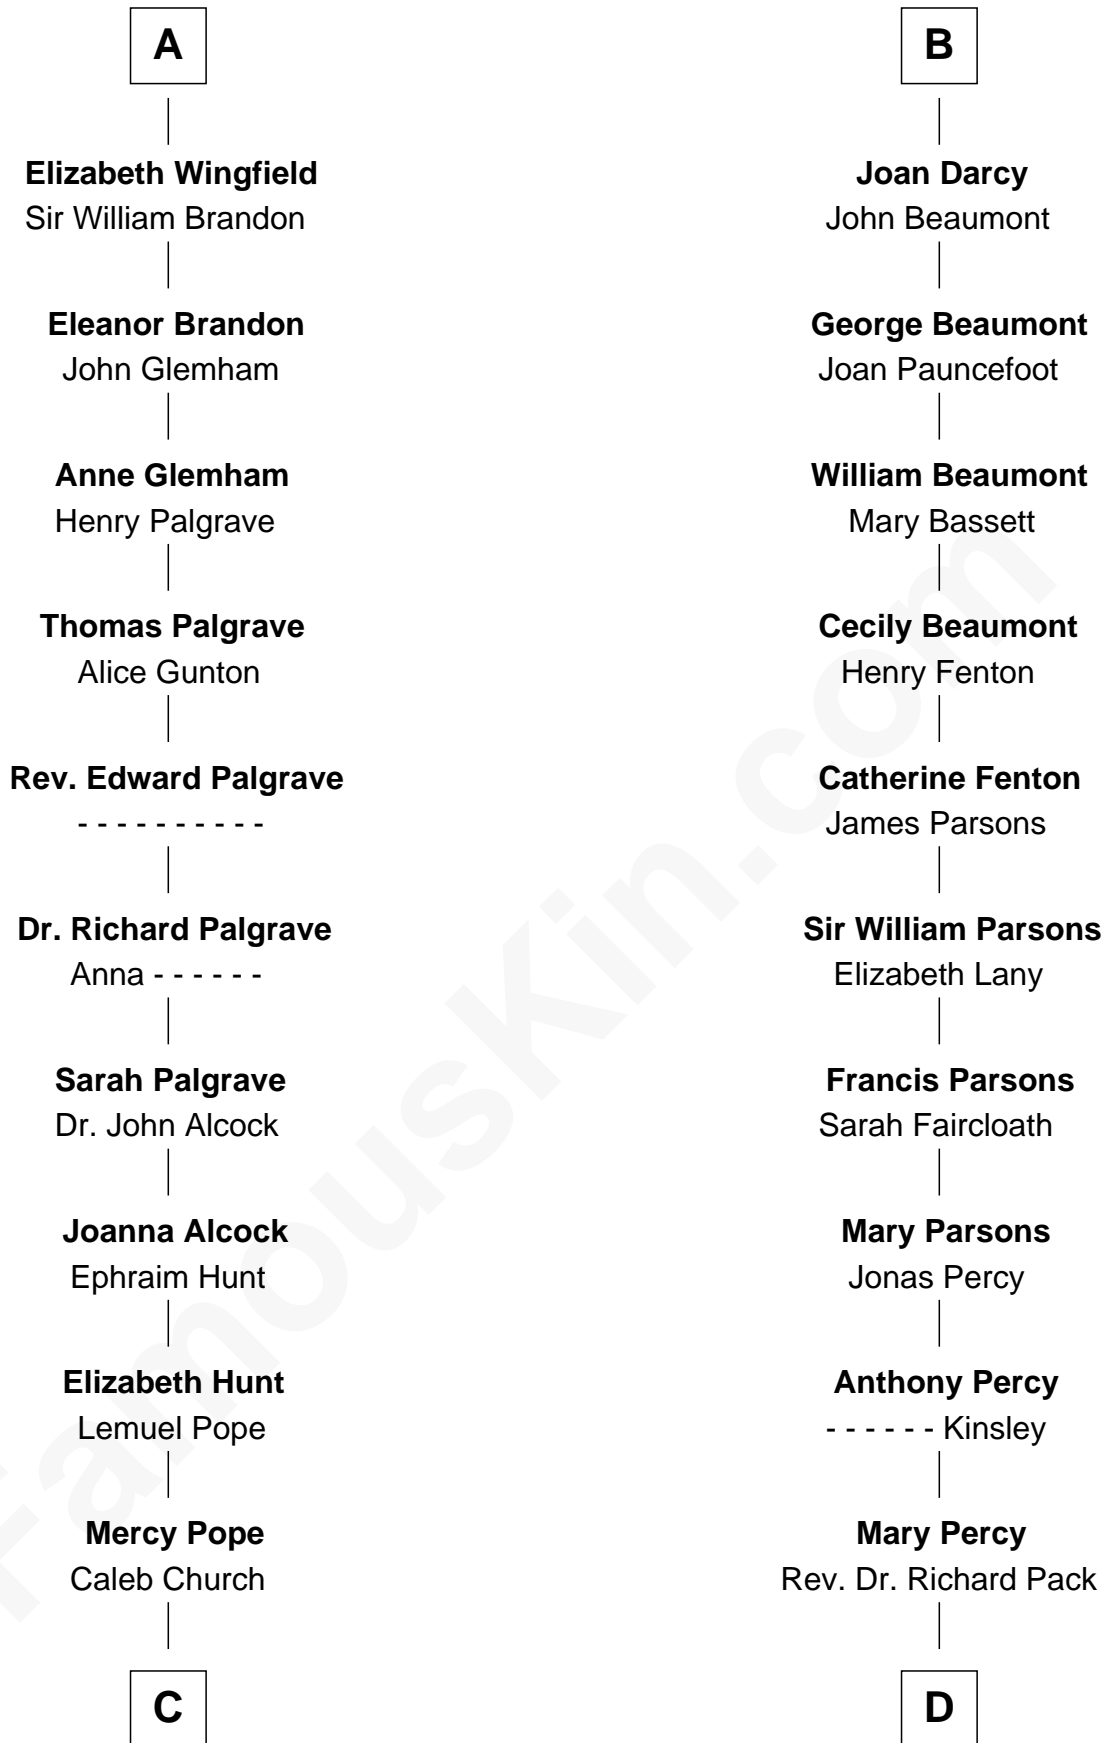 A
Elizabeth Wingfield
Sir William Brandon
Eleanor Brandon
John Glemham
Anne Glemham
Henry Palgrave
Thomas Palgrave
Alice Gunton
Rev. Edward Palgrave
- - - - - - - - - -
Dr. Richard Palgrave
Anna - - - - - -
Sarah Palgrave
Dr. John Alcock
Joanna Alcock
Ephraim Hunt
Elizabeth Hunt
Lemuel Pope
Mercy Pope
Caleb Church
C
B
Joan Darcy
John Beaumont
George Beaumont
Joan Pauncefoot
William Beaumont
Mary Bassett
Cecily Beaumont
Henry Fenton
Catherine Fenton
James Parsons
Sir William Parsons
Elizabeth Lany
Francis Parsons
Sarah Faircloath
Mary Parsons
Jonas Percy
Anthony Percy
- - - - - - Kinsley
Mary Percy
Rev. Dr. Richard Pack
D
FamousKin.com